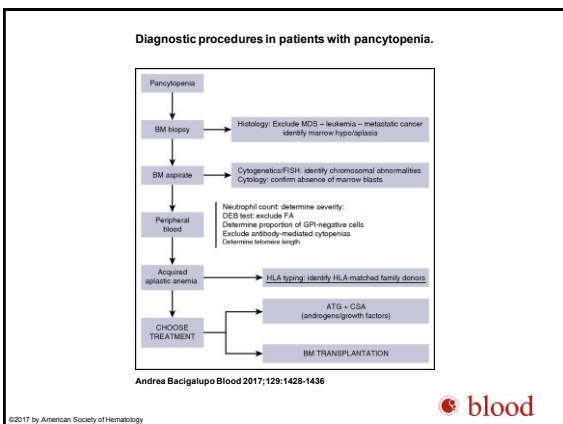 Diagnostic procedures in patients with pancytopenia.
Pancytopenia
BM biopsy
Histology: Exclude MDS – leukemia – metastatic cancer
identify marrow hypo/aplasia
BM aspirate
Cytogenetics/FISH: identify chromosomal abnormalities
Cytology: confirm absence of marrow blasts
Peripheral
blood
Neutrophil count: determine severity:
DEB test: exclude FA
Determine proportion of GPI-negative cells
Exclude antibody-mediated cytopenias
Determine telomere length
Acquired
aplastic anemia
HLA typing: identify HLA-matched family donors
CHOOSE
TREATMENT
ATG + CSA
(androgens/growth factors)
BM TRANSPLANTATION
Andrea Bacigalupo Blood 2017;129:1428-1436
©2017 by American Society of Hematology
blood